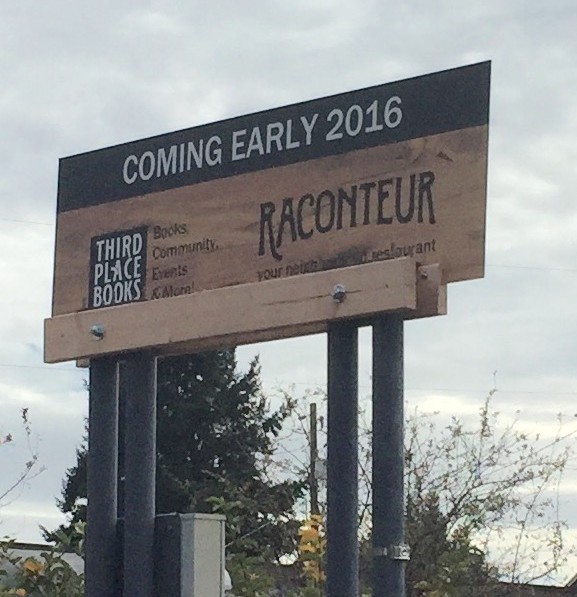 COMING EARLY 2016
THIRD
PLACE
BOOKS
Books,
Community,
Events
& More!
RACONTEUR
your restaurant